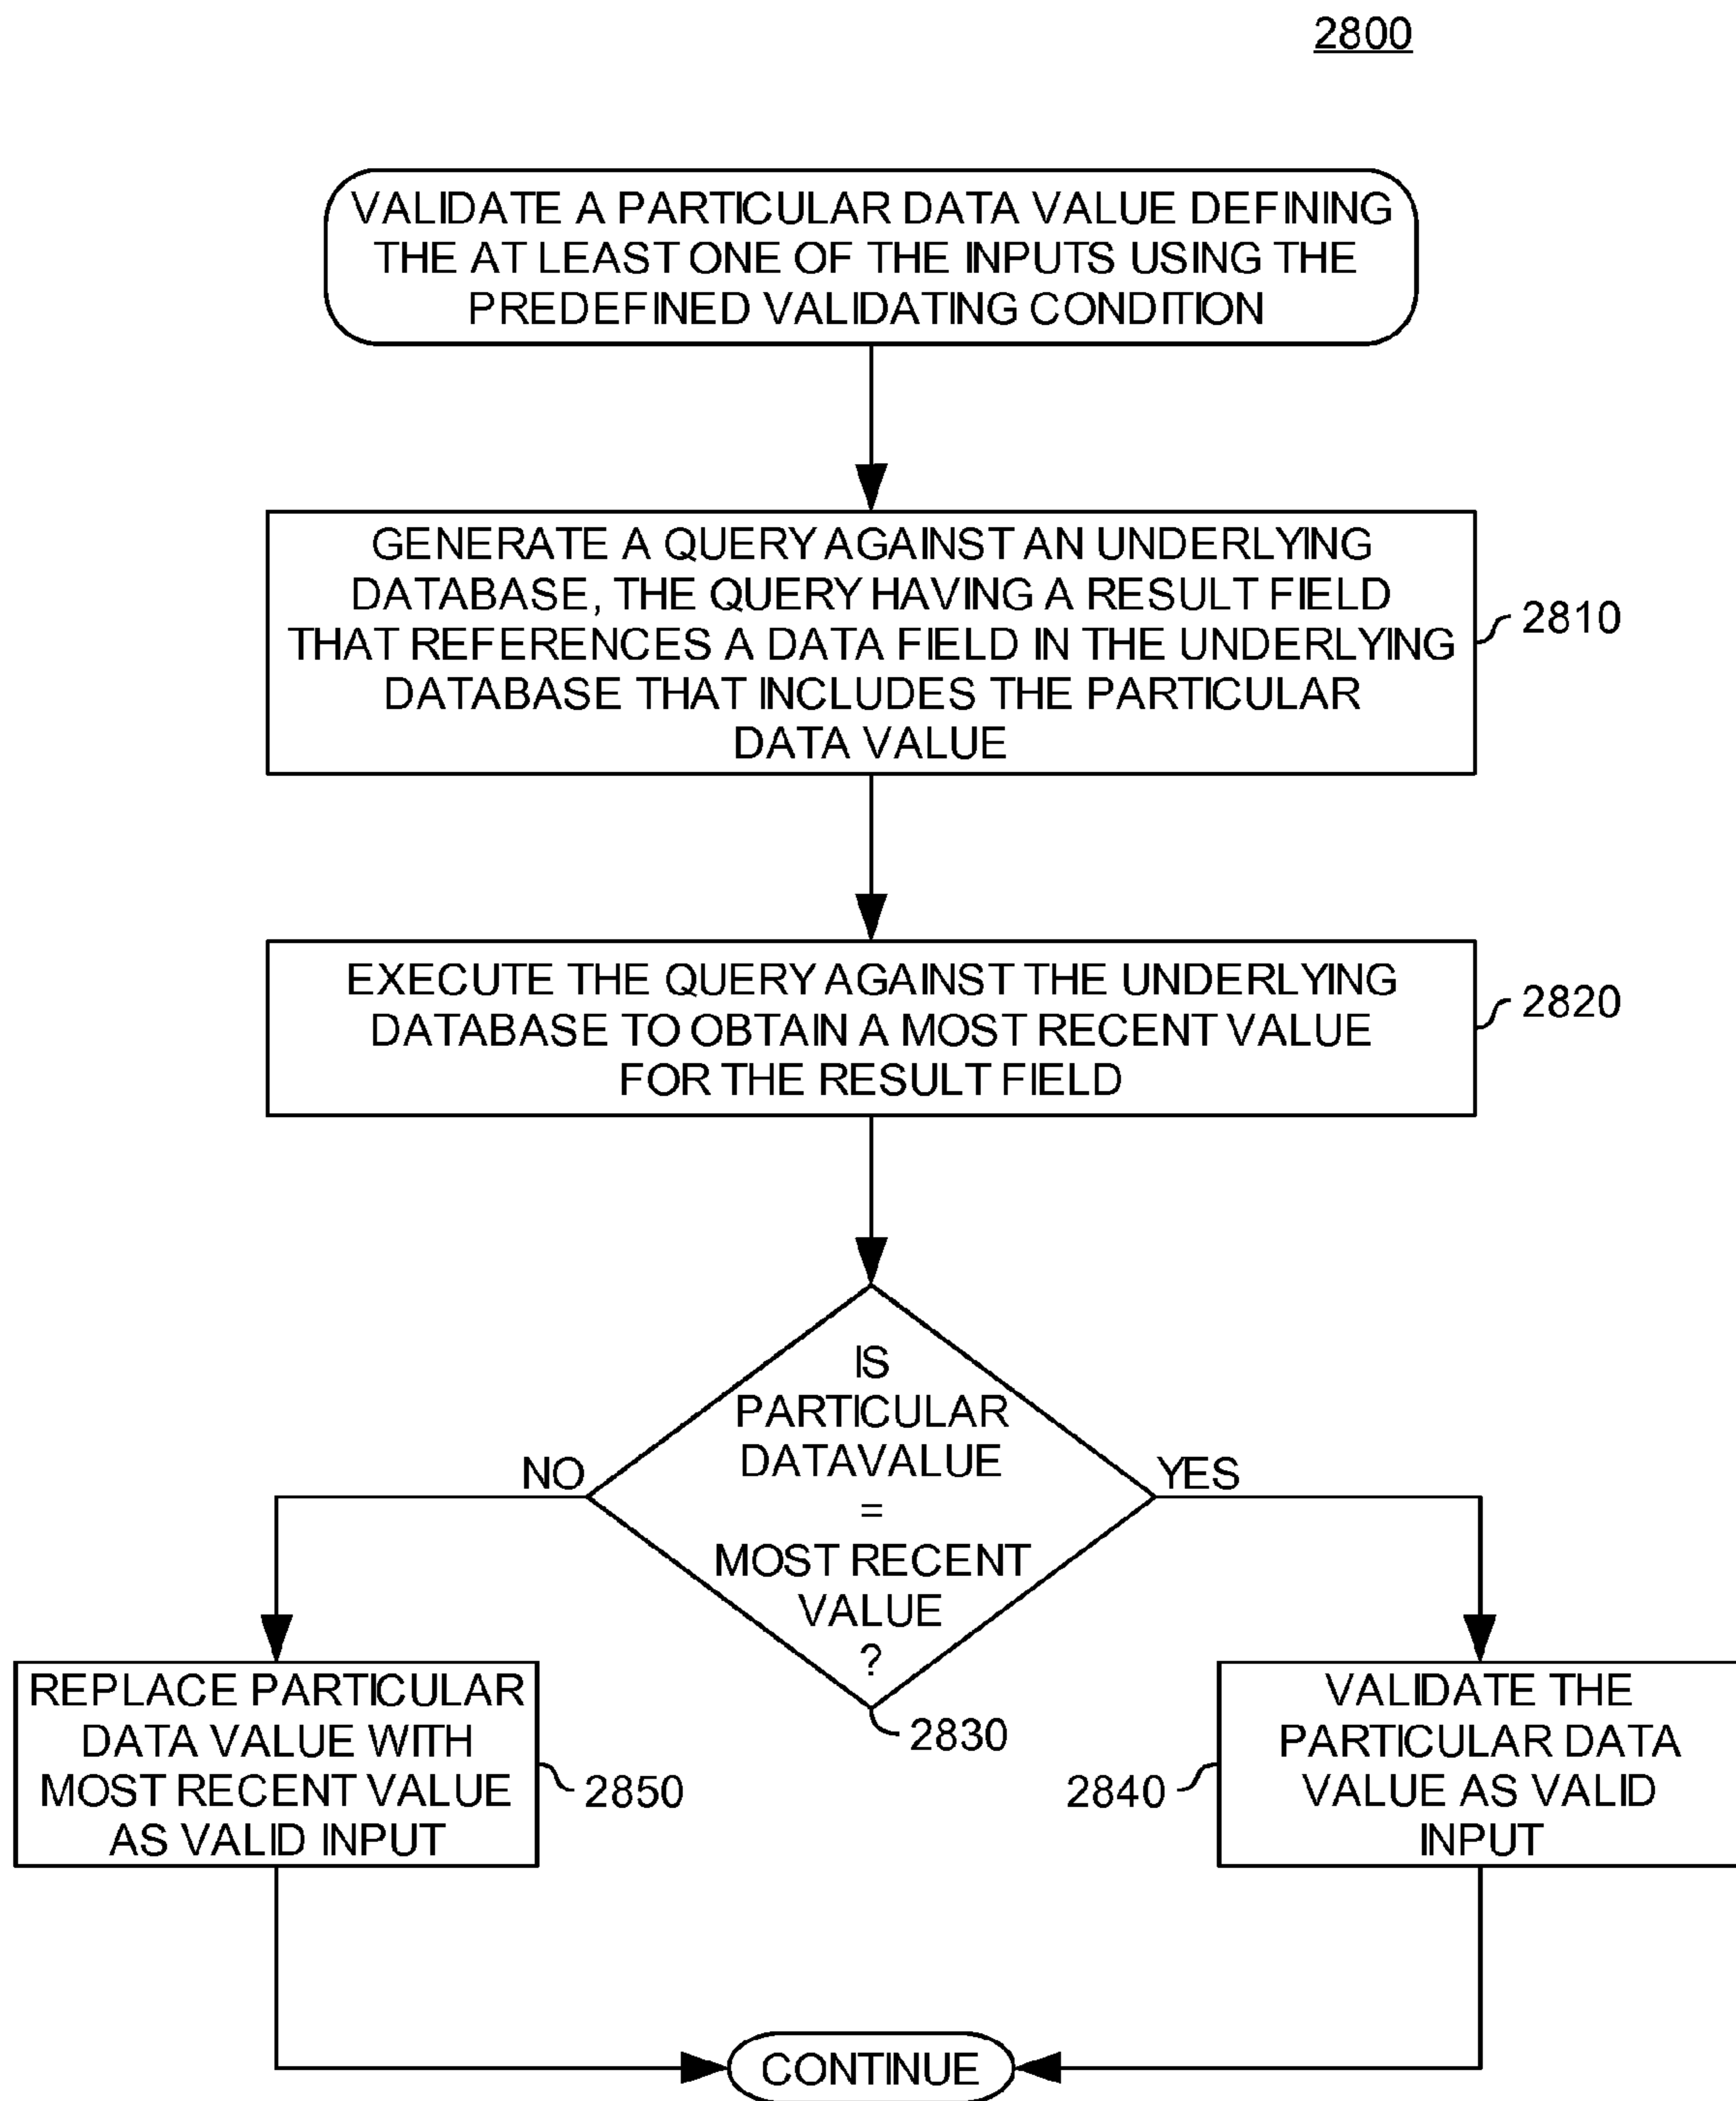 2800
VALIDATE A PARTICULAR DATA VALUE DEFINING
THE AT LEAST ONE OF THE INPUTS USING THE
PREDEFINED VALIDATING CONDITION
GENERATE A QUERY AGAINST AN UNDERLYING
DATABASE, THE QUERY HAVING A RESULT FIELD
THAT REFERENCES A DATA FIELD IN THE UNDERLYING
DATABASE THAT INCLUDES THE PARTICULAR
DATA VALUE
2810
EXECUTE THE QUERY AGAINST THE UNDERLYING
DATABASE TO OBTAIN A MOST RECENT VALUE
FOR THE RESULT FIELD
2820
IS
PARTICULAR
DATA VALUE
=
MOST RECENT
VALUE
?
2830
NO
YES
REPLACE PARTICULAR
DATA VALUE WITH
MOST RECENT VALUE
AS VALID INPUT
2850
VALIDATE THE
PARTICULAR DATA
VALUE AS VALID
INPUT
2840
CONTINUE